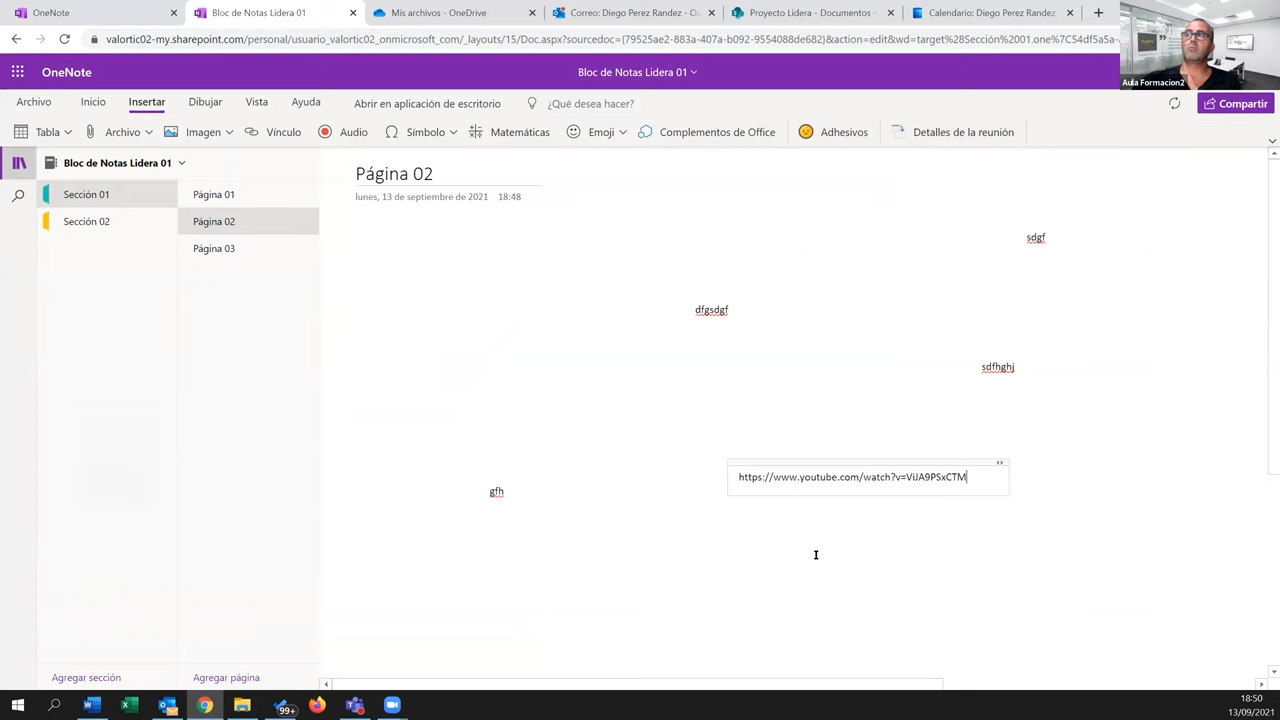 OneNote
Bloc de Notas Lidera 01
Mis archivos - OneDrive
Correo: Diego Perez Randez - O
Proyecto Lidera - Documentos -
Calendario: Diego Perez Randez -
valortic02-my.sharepoint.com/personal/usuario_valortic02_onmicrosoft_com/_layouts/15/Doc.aspx?sourcedoc={79525ae2-883a-407a-b092-9554088de682}&action=edit&wd=target%28Sección%2001.one%7C54df5a5a-
Aula Formacion2
OneNote
Bloc de Notas Lidera 01
Archivo Inicio Insertar Dibujar Vista Ayuda Abrir en aplicación de escritorio ¿Qué desea hacer? Compartir
Tabla Archivo Imagen Vínculo Audio Símbolo Matemáticas Emoji Complementos de Office Adhesivos Detalles de la reunión
Bloc de Notas Lidera 01
Sección 01
Sección 02
Página 01
Página 02
Página 03
Página 02
lunes, 13 de septiembre de 2021 18:48
sdgf
dfgsdgf
sdfhghj
https://www.youtube.com/watch?v=ViJA9PSxCTM
gfh
Agregar sección
Agregar página
99+
18:50
13/09/2021